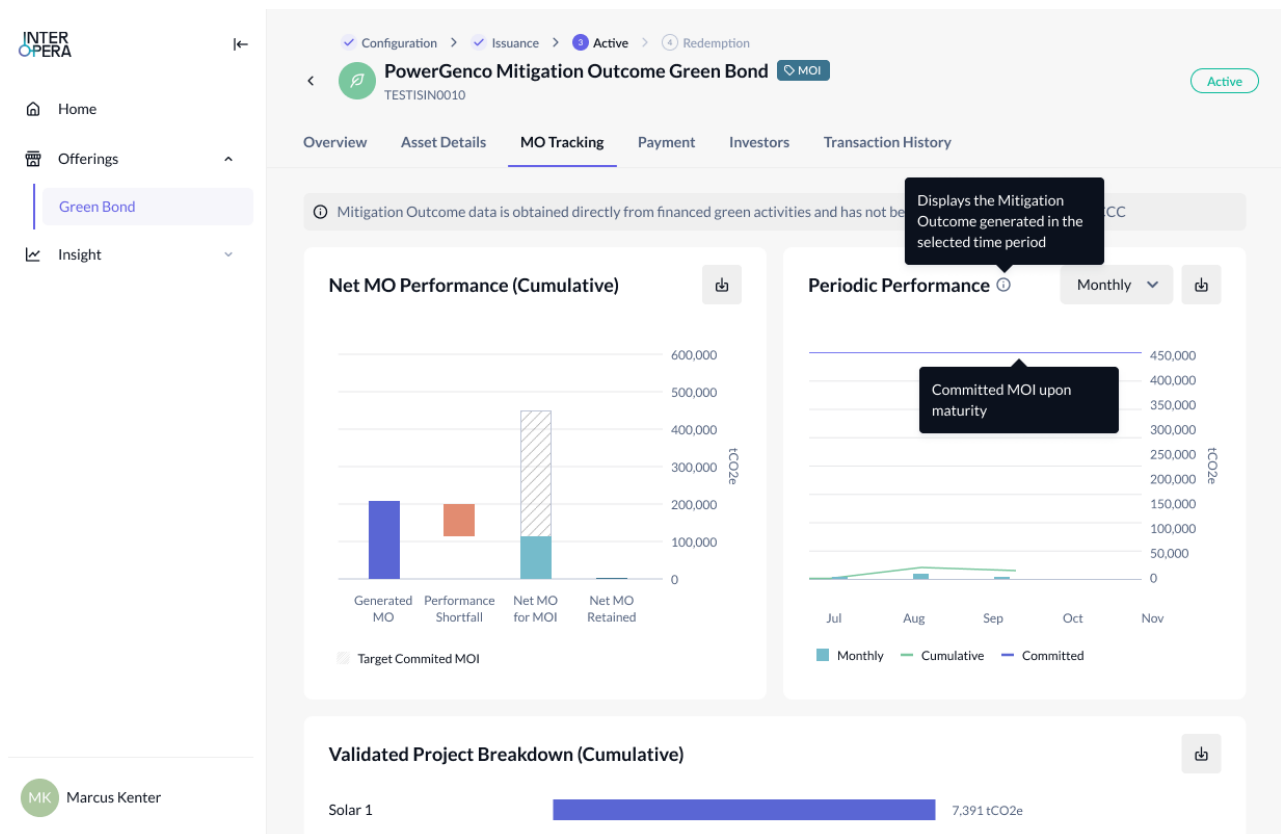 INTER
OPERA
Home
Offerings
Green Bond
Insight
MK Marcus Kenter
Configuration > Issuance > 3 Active > 4 Redemption
PowerGenco Mitigation Outcome Green Bond MOI
TESTISIN0010
Active
Overview Asset Details MO Tracking Payment Investors Transaction History
Mitigation Outcome data is obtained directly from financed green activities and has not be CCC
Displays the Mitigation
Outcome generated in the
selected time period
Net MO Performance (Cumulative)
600,000
500,000
400,000
300,000
200,000
100,000
0
tCO2e
Generated
MO
Performance
Shortfall
Net MO
for MOI
Net MO
Retained
Target Commited MOI
Periodic Performance
Monthly
Committed MOI upon
maturity
450,000
400,000
350,000
300,000
250,000
200,000
150,000
100,000
50,000
0
tCO2e
Jul Aug Sep Oct Nov
Monthly Cumulative Committed
Validated Project Breakdown (Cumulative)
Solar 1 7,391 tCO2e